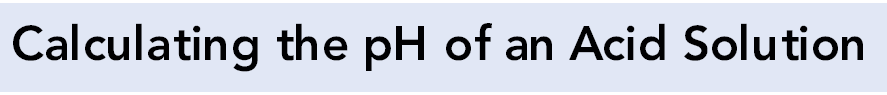 Calculating the pH of an Acid Solution